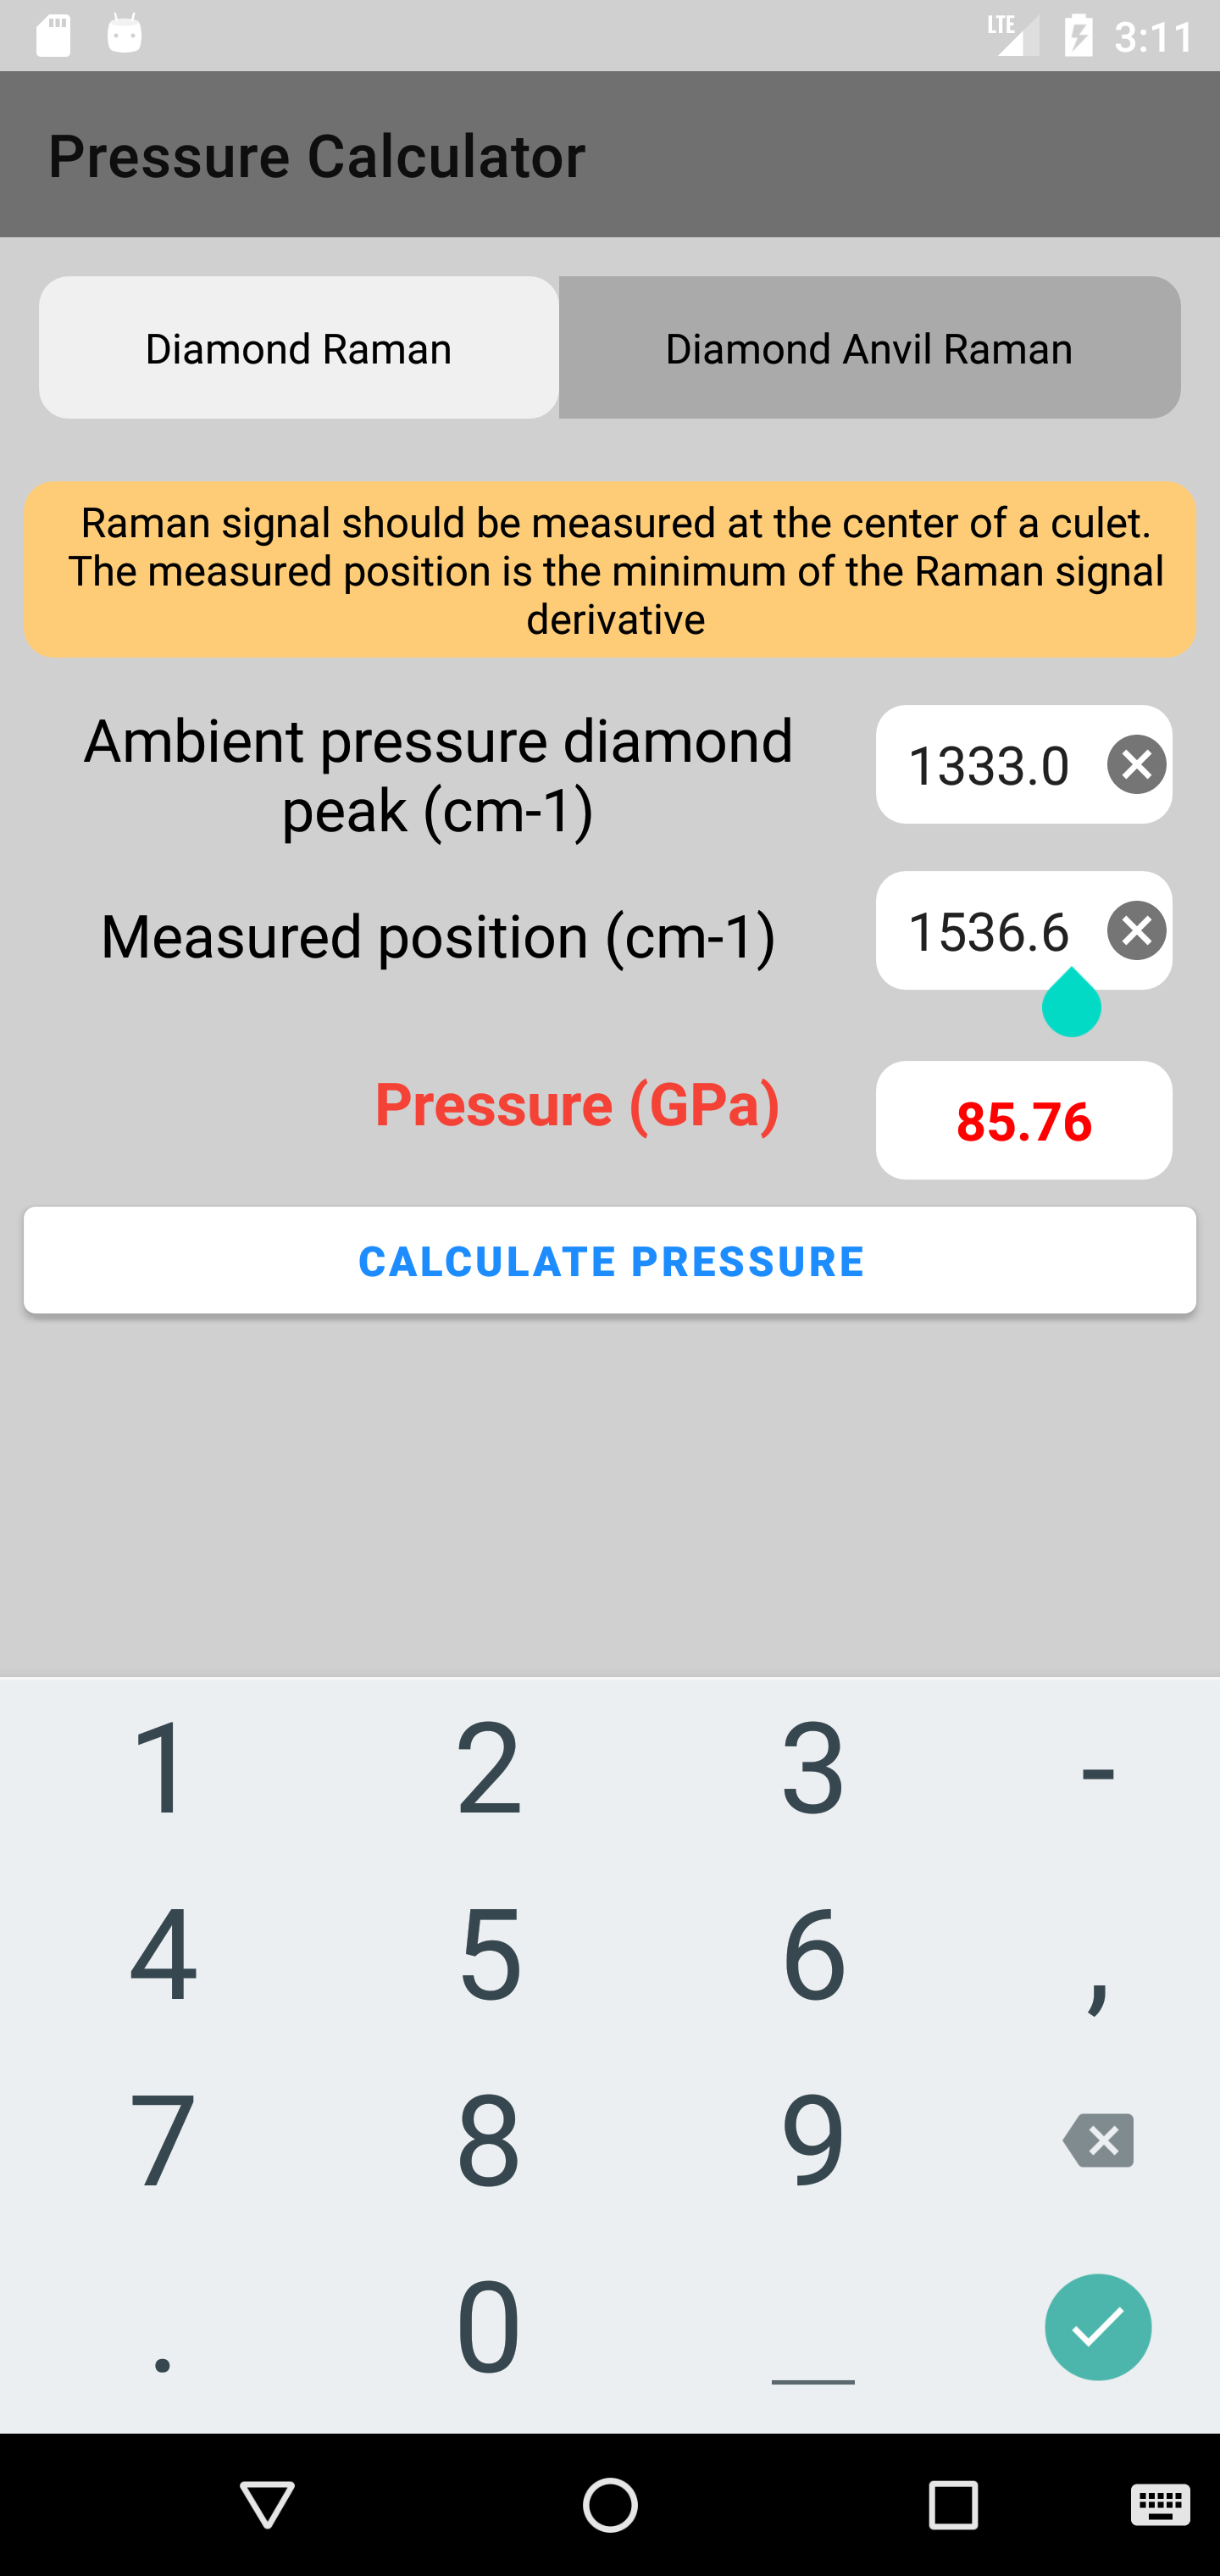 LTE 3:11
Pressure Calculator
Diamond Raman Diamond Anvil Raman
Raman signal should be measured at the center of a culet.
The measured position is the minimum of the Raman signal
derivative
Ambient pressure diamond
peak (cm-1) 1333.0
Measured position (cm-1) 1536.6
Pressure (GPa) 85.76
CALCULATE PRESSURE
1 2 3 -
4 5 6 ,
7 8 9
. 0 _